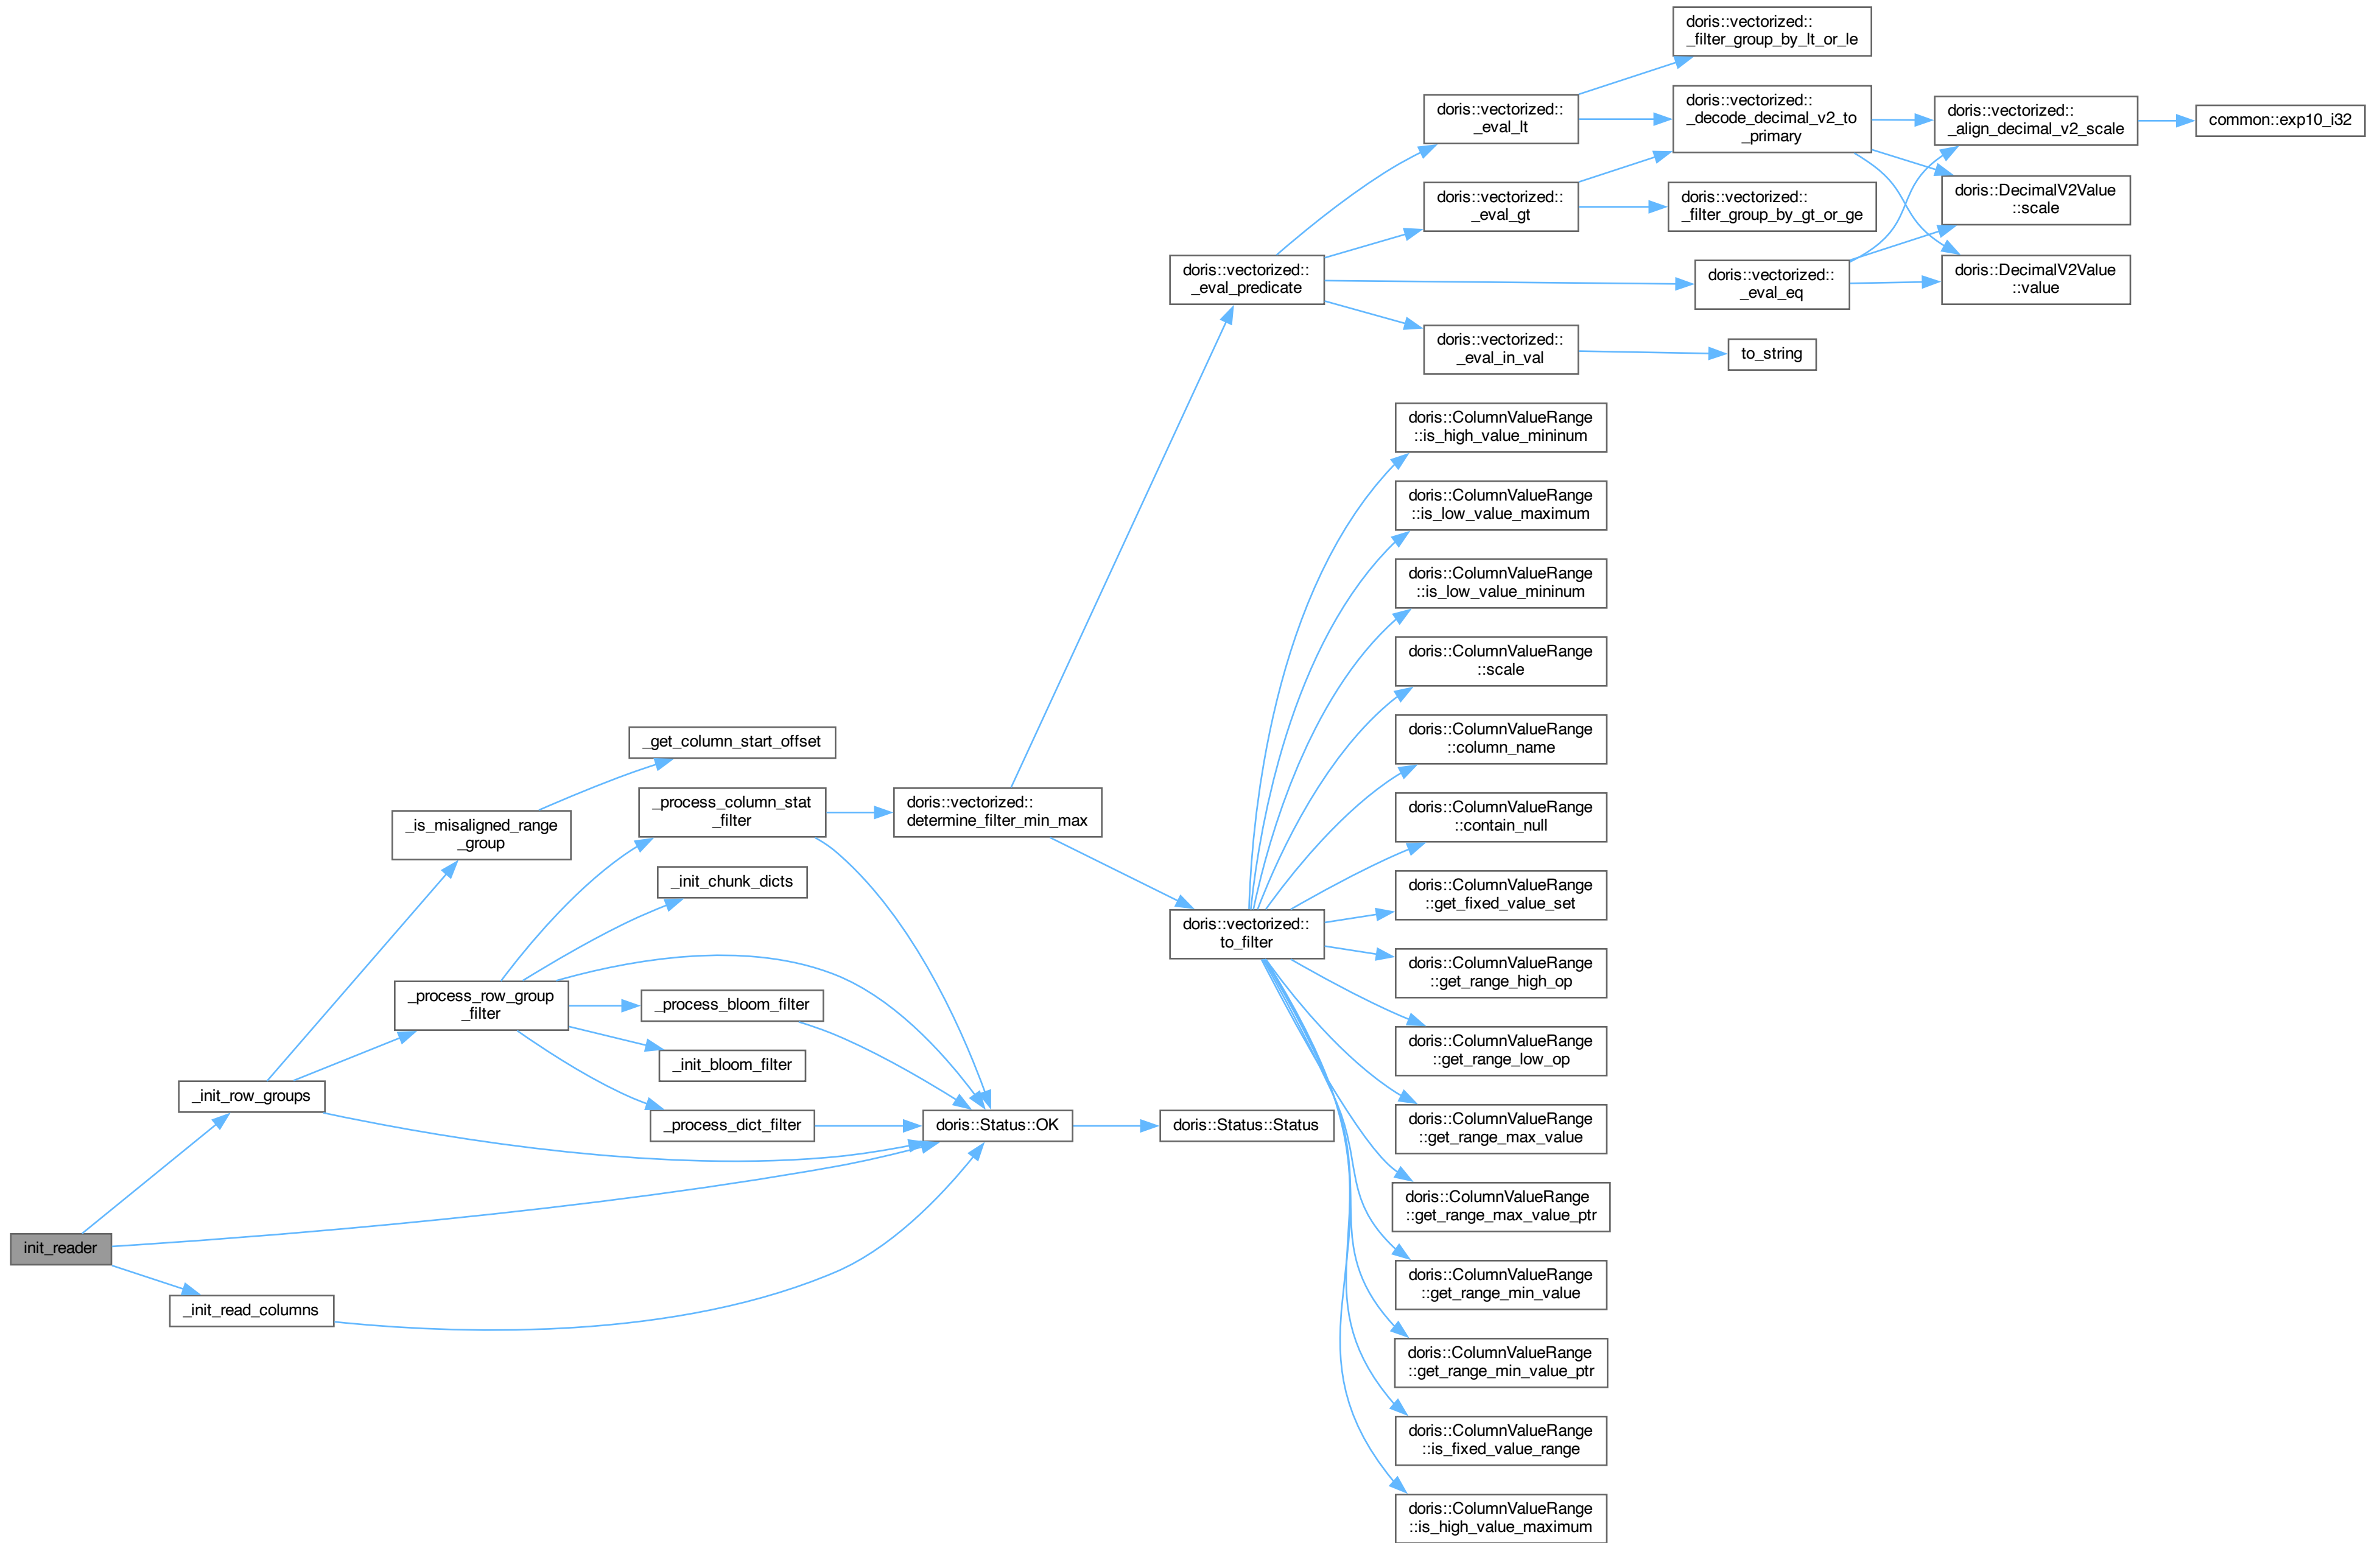 init_reader
_init_row_groups
_init_read_columns
_is_misaligned_range
_group
_process_row_group
_filter
_get_column_start_offset
_process_column_stat
_filter
_init_chunk_dicts
_process_bloom_filter
_init_bloom_filter
_process_dict_filter
doris::vectorized::
determine_filter_min_max
doris::Status::OK
doris::Status::Status
doris::vectorized::
_eval_predicate
doris::vectorized::
to_filter
doris::vectorized::
_eval_lt
doris::vectorized::
_eval_gt
doris::vectorized::
_eval_eq
doris::vectorized::
_eval_in_val
doris::vectorized::
_filter_group_by_lt_or_le
doris::vectorized::
_decode_decimal_v2_to
_primary
doris::vectorized::
_filter_group_by_gt_or_ge
to_string
doris::vectorized::
_align_decimal_v2_scale
doris::DecimalV2Value
::scale
doris::DecimalV2Value
::value
common::exp10_i32
doris::ColumnValueRange
::is_high_value_mininum
doris::ColumnValueRange
::is_low_value_maximum
doris::ColumnValueRange
::is_low_value_mininum
doris::ColumnValueRange
::scale
doris::ColumnValueRange
::column_name
doris::ColumnValueRange
::contain_null
doris::ColumnValueRange
::get_fixed_value_set
doris::ColumnValueRange
::get_range_high_op
doris::ColumnValueRange
::get_range_low_op
doris::ColumnValueRange
::get_range_max_value
doris::ColumnValueRange
::get_range_max_value_ptr
doris::ColumnValueRange
::get_range_min_value
doris::ColumnValueRange
::get_range_min_value_ptr
doris::ColumnValueRange
::is_fixed_value_range
doris::ColumnValueRange
::is_high_value_maximum